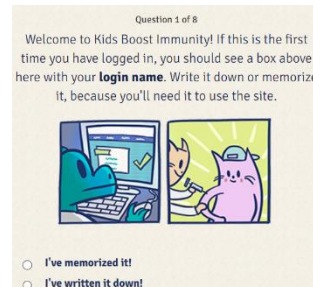 Question 1 of 8
Welcome to Kids Boost Immunity! If this is the first
time you have logged in, you should see a box above
here with your login name. Write it down or memorize
it, because you'll need it to use the site.
I've memorized it!
I've written it down!